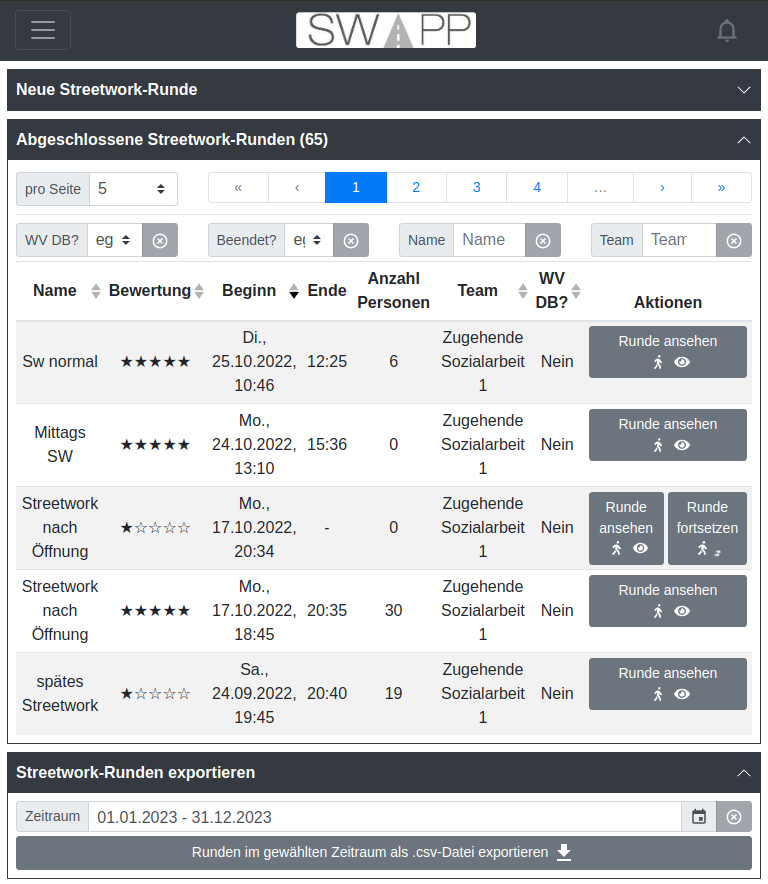 SWAPP
Neue Streetwork-Runde
Abgeschlossene Streetwork-Runden (65)
pro Seite 5 « ‹ 1 2 3 4 … › »
WV DB? eg Beendet? eg Name Name Team Team
Name Bewertung Beginn Ende Anzahl Personen Team WV DB? Aktionen
Sw normal ★★★★★ Di., 25.10.2022, 10:46 12:25 6 Zugehende Sozialarbeit 1 Nein Runde ansehen
Mittags SW ★★★★★ Mo., 24.10.2022, 13:10 15:36 0 Zugehende Sozialarbeit 1 Nein Runde ansehen
Streetwork nach Öffnung ★☆☆☆☆ Mo., 17.10.2022, 20:34 - 0 Zugehende Sozialarbeit 1 Nein Runde ansehen Runde fortsetzen
Streetwork nach Öffnung ★★★★★ Mo., 17.10.2022, 18:45 20:35 30 Zugehende Sozialarbeit 1 Nein Runde ansehen
spätes Streetwork ★☆☆☆☆ Sa., 24.09.2022, 19:45 20:40 19 Zugehende Sozialarbeit 1 Nein Runde ansehen
Streetwork-Runden exportieren
Zeitraum 01.01.2023 - 31.12.2023
Runden im gewählten Zeitraum als .csv-Datei exportieren